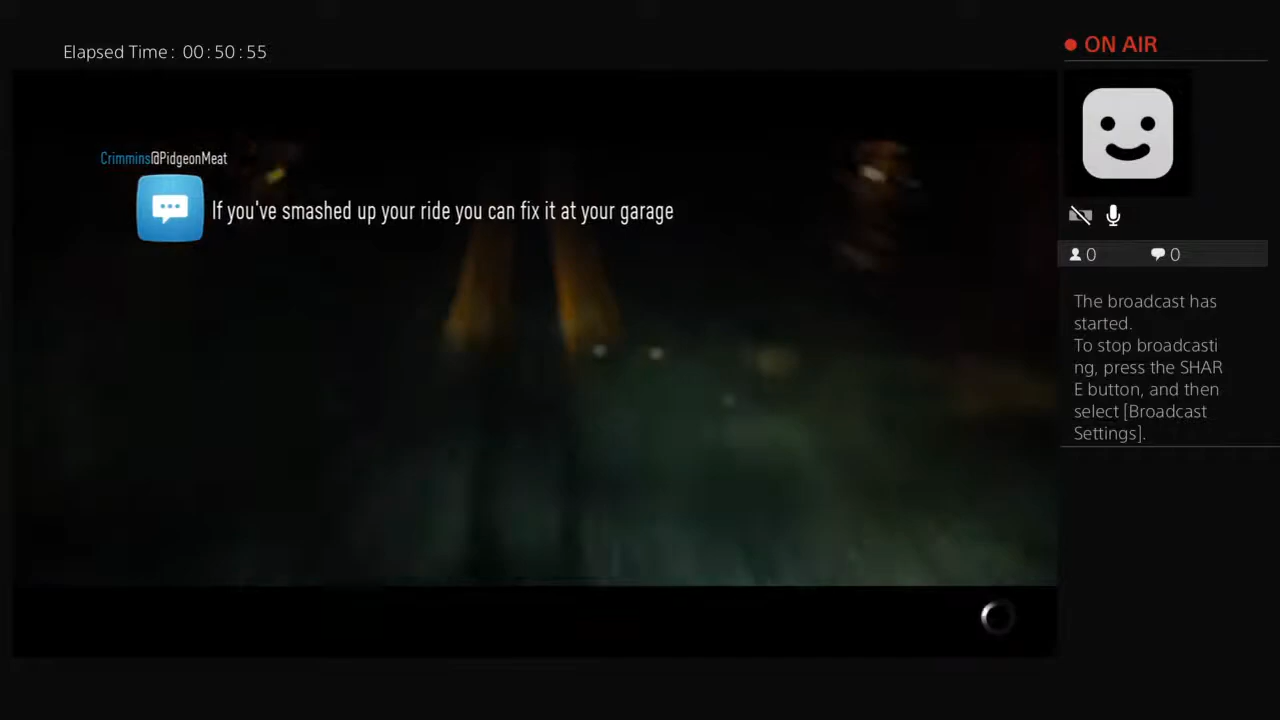 Elapsed Time: 00:50:55
ON AIR
Crimmins@PidgeonMeat
If you've smashed up your ride you can fix it at your garage
0 0
The broadcast has
started.
To stop broadcasti
ng, press the SHAR
E button, and then
select [Broadcast
Settings].